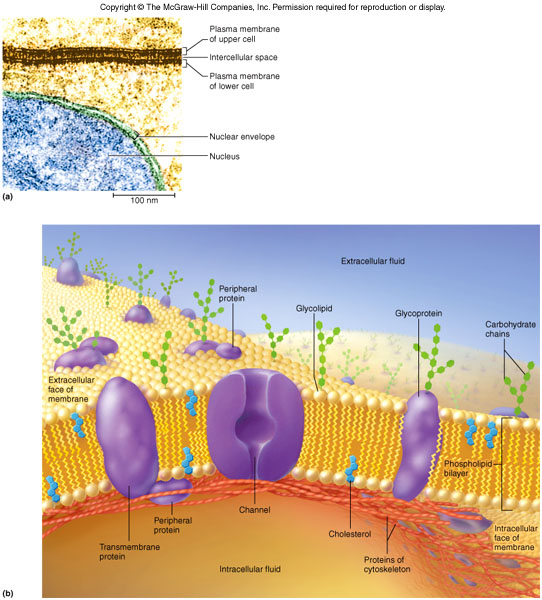 Copyright © The McGraw-Hill Companies, Inc. Permission required for reproduction or display.
Plasma membrane
of upper cell
Intercellular space
Plasma membrane
of lower cell
Nuclear envelope
Nucleus
(a)
100 nm
Extracellular fluid
Peripheral
protein
Glycolipid
Glycoprotein
Carbohydrate
chains
Extracellular
face of
membrane
Phospholipid
bilayer
Channel
Peripheral
protein
Cholesterol
Intracellular
face of
membrane
Transmembrane
protein
Proteins of
cytoskeleton
Intracellular fluid
(b)